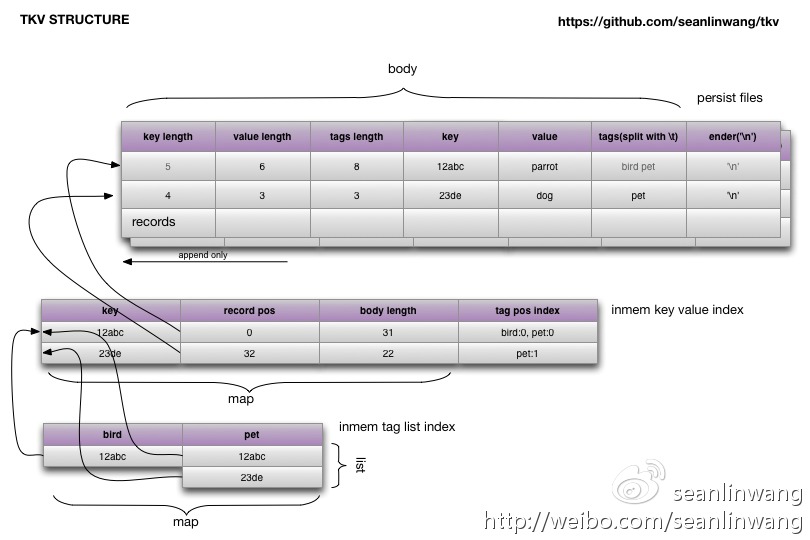 TKV STRUCTURE
https://github.com/seanlinwang/tkv
body
persist files
key length value length tags length key value tags(split with \t) ender('\n')
5 6 8 12abc parrot bird pet '\n'
4 3 3 23de dog pet '\n'
records
append only
key record pos body length tag pos index
inmem key value index
12abc 0 31 bird:0, pet:0
23de 32 22 pet:1
map
inmem tag list index
bird pet
12abc 12abc
list
23de
map
seanlinwang
http://weibo.com/seanlinwang